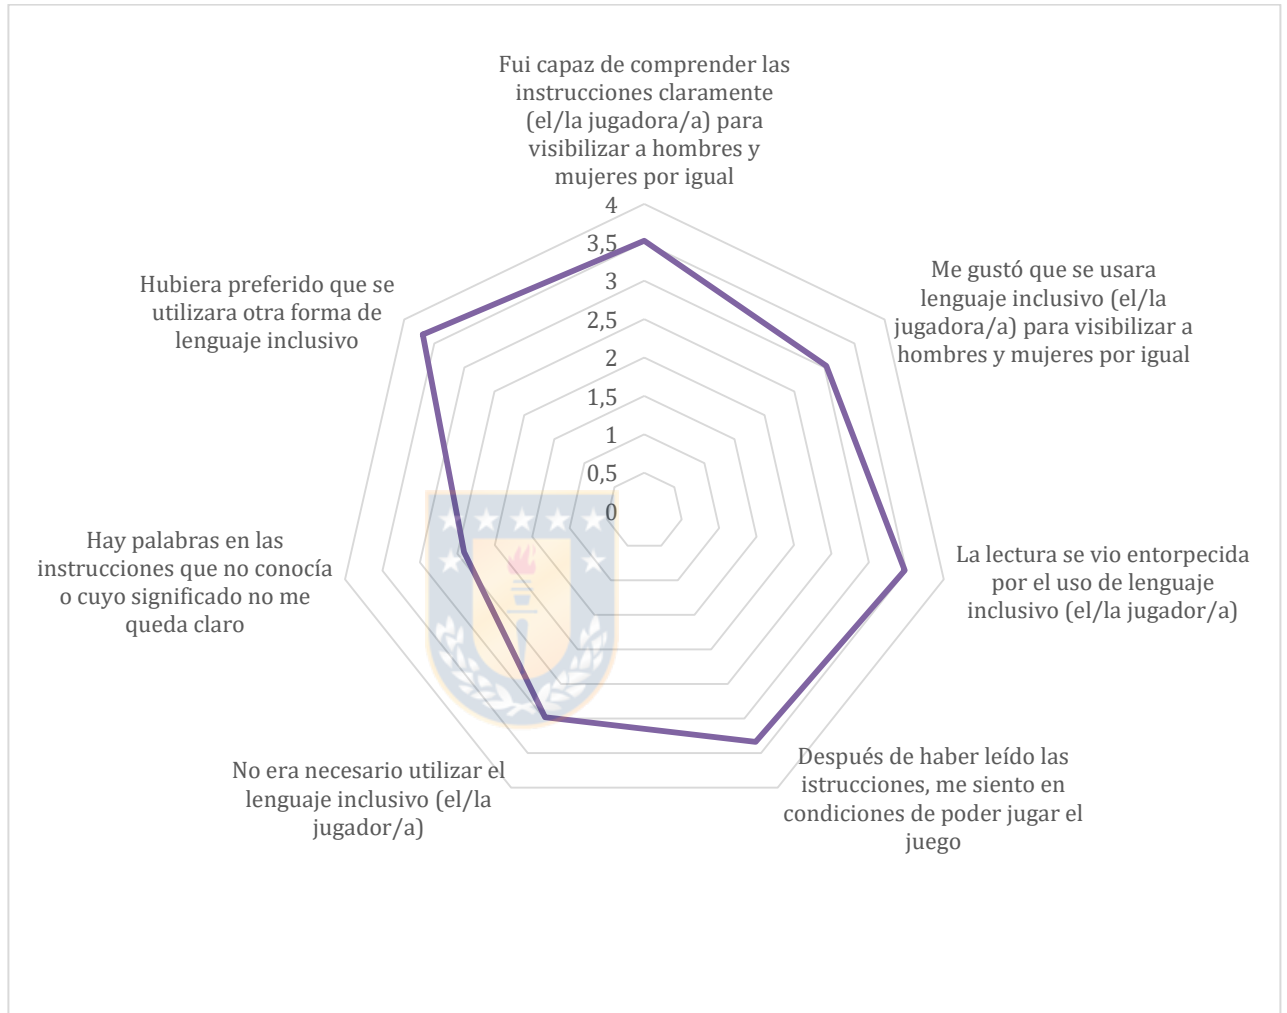 Fui capaz de comprender las
instrucciones claramente
(el/la jugadora/a) para
visibilizar a hombres y
mujeres por igual
4
3,5
3
2,5
2
1,5
1
0,5
0
Me gustó que se usara
lenguaje inclusivo (el/la
jugadora/a) para visibilizar a
hombres y mujeres por igual
La lectura se vio entorpecida
por el uso de lenguaje
inclusivo (el/la jugador/a)
Después de haber leído las
istrucciones, me siento en
condiciones de poder jugar el
juego
No era necesario utilizar el
lenguaje inclusivo (el/la
jugador/a)
Hay palabras en las
instrucciones que no conocía
o cuyo significado no me
queda claro
Hubiera preferido que se
utilizara otra forma de
lenguaje inclusivo